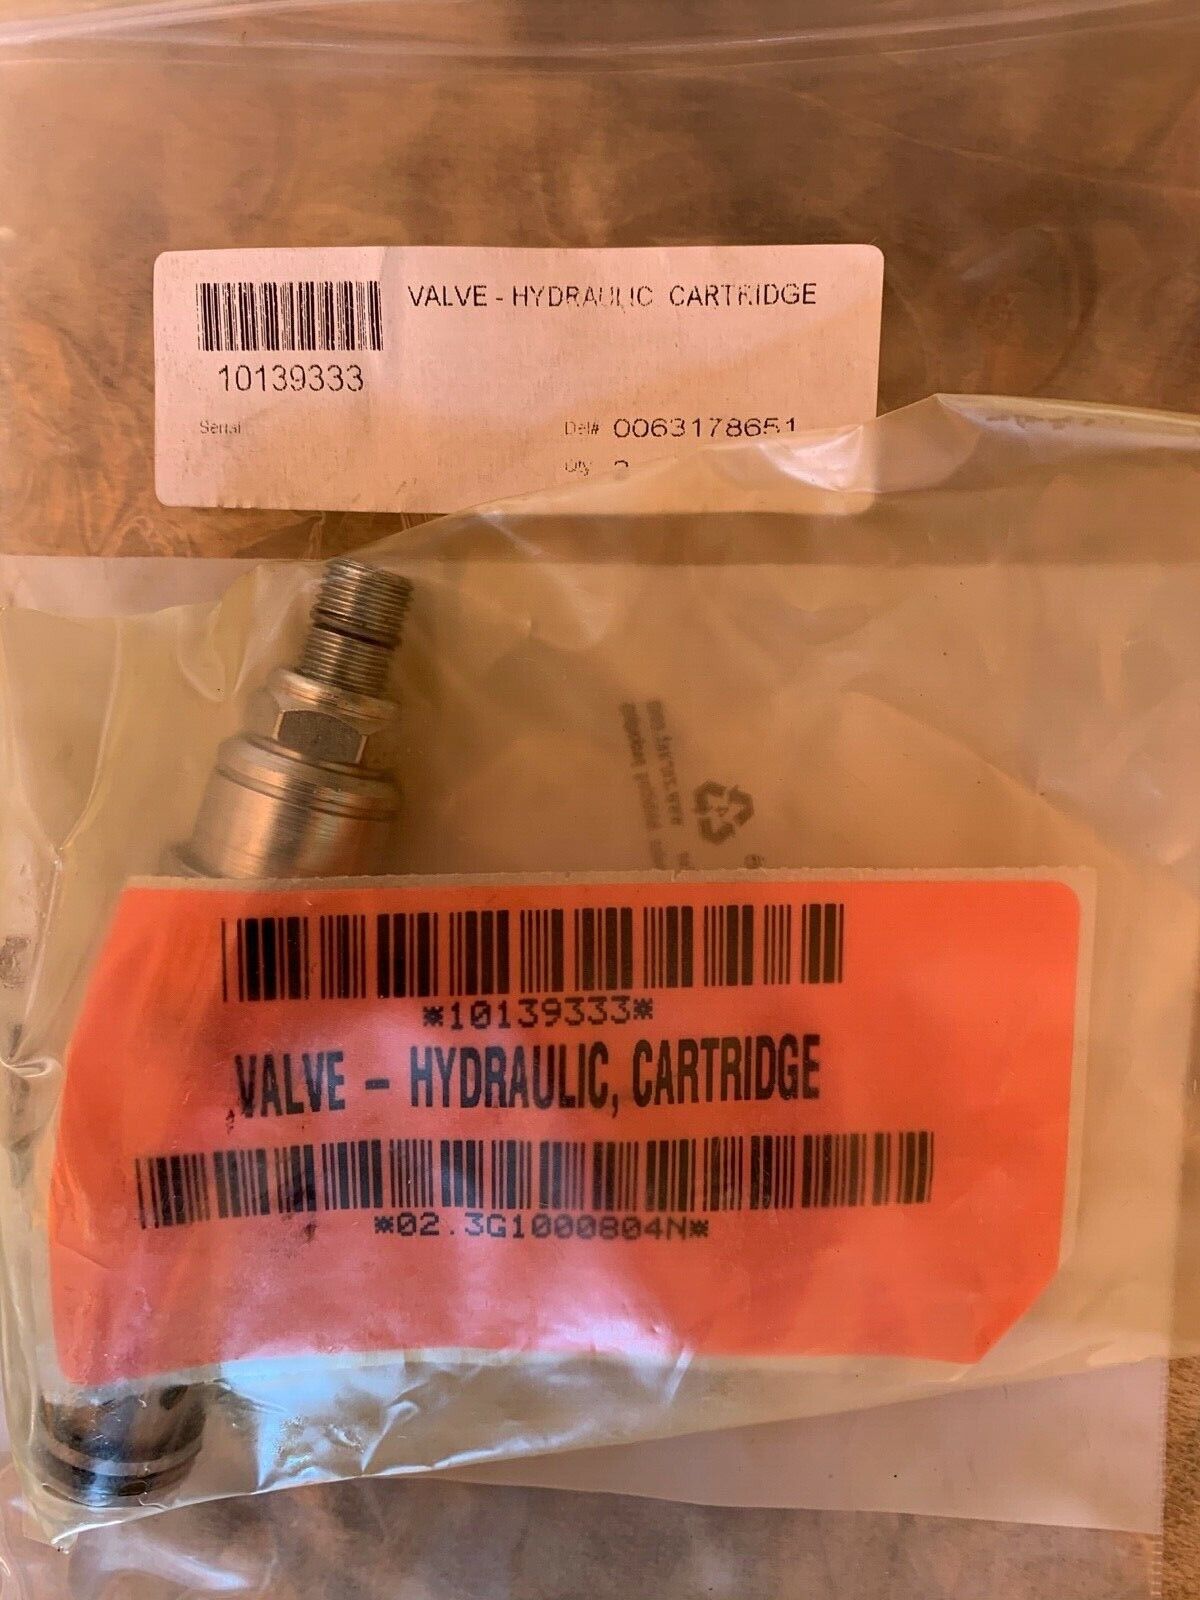 VALVE - HYDRAULIC CARTRIDGE
10139333
Serial
Del# 0063178651
Qty
*10139333*
VALVE - HYDRAULIC, CARTRIDGE
*02.3G1000804N*